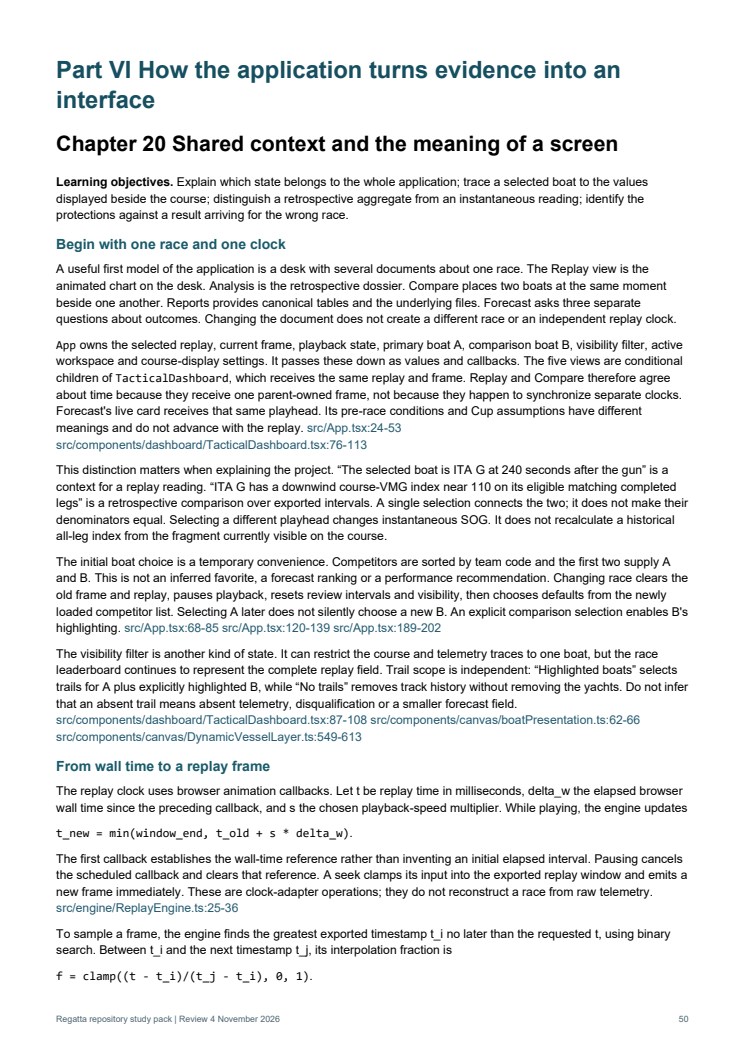 Part VI How the application turns evidence into an
interface
Chapter 20 Shared context and the meaning of a screen
Learning objectives. Explain which state belongs to the whole application; trace a selected boat to the values
displayed beside the course; distinguish a retrospective aggregate from an instantaneous reading; identify the
protections against a result arriving for the wrong race.
Begin with one race and one clock
A useful first model of the application is a desk with several documents about one race. The Replay view is the
animated chart on the desk. Analysis is the retrospective dossier. Compare places two boats at the same moment
beside one another. Reports provides canonical tables and the underlying files. Forecast asks three separate
questions about outcomes. Changing the document does not create a different race or an independent replay clock.
App owns the selected replay, current frame, playback state, primary boat A, comparison boat B, visibility filter, active
workspace and course-display settings. It passes these down as values and callbacks. The five views are conditional
children of TacticalDashboard, which receives the same replay and frame. Replay and Compare therefore agree
about time because they receive one parent-owned frame, not because they happen to synchronize separate clocks.
Forecast's live card receives that same playhead. Its pre-race conditions and Cup assumptions have different
meanings and do not advance with the replay. src/App.tsx:24-53
src/components/dashboard/TacticalDashboard.tsx:76-113
This distinction matters when explaining the project. “The selected boat is ITA G at 240 seconds after the gun” is a
context for a replay reading. “ITA G has a downwind course-VMG index near 110 on its eligible matching completed
legs” is a retrospective comparison over exported intervals. A single selection connects the two; it does not make their
denominators equal. Selecting a different playhead changes instantaneous SOG. It does not recalculate a historical
all-leg index from the fragment currently visible on the course.
The initial boat choice is a temporary convenience. Competitors are sorted by team code and the first two supply A
and B. This is not an inferred favorite, a forecast ranking or a performance recommendation. Changing race clears the
old frame and replay, pauses playback, resets review intervals and visibility, then chooses defaults from the newly
loaded competitor list. Selecting A later does not silently choose a new B. An explicit comparison selection enables B's
highlighting. src/App.tsx:68-85 src/App.tsx:120-139 src/App.tsx:189-202
The visibility filter is another kind of state. It can restrict the course and telemetry traces to one boat, but the race
leaderboard continues to represent the complete replay field. Trail scope is independent: “Highlighted boats” selects
trails for A plus explicitly highlighted B, while “No trails” removes track history without removing the yachts. Do not infer
that an absent trail means absent telemetry, disqualification or a smaller forecast field.
src/components/dashboard/TacticalDashboard.tsx:87-108 src/components/canvas/boatPresentation.ts:62-66
src/components/canvas/DynamicVesselLayer.ts:549-613
From wall time to a replay frame
The replay clock uses browser animation callbacks. Let t be replay time in milliseconds, delta_w the elapsed browser
wall time since the preceding callback, and s the chosen playback-speed multiplier. While playing, the engine updates
t_new = min(window_end, t_old + s * delta_w).
The first callback establishes the wall-time reference rather than inventing an initial elapsed interval. Pausing cancels
the scheduled callback and clears that reference. A seek clamps its input into the exported replay window and emits a
new frame immediately. These are clock-adapter operations; they do not reconstruct a race from raw telemetry.
src/engine/ReplayEngine.ts:25-36
To sample a frame, the engine finds the greatest exported timestamp t_i no later than the requested t, using binary
search. Between t_i and the next timestamp t_j, its interpolation fraction is
f = clamp((t - t_i)/(t_j - t_i), 0, 1).
Regatta repository study pack | Review 4 November 2026
50